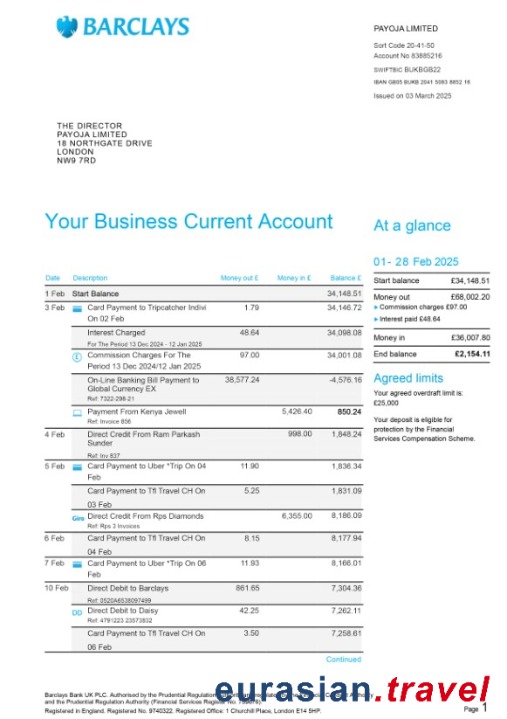 BARCLAYS
PAYOJA LIMITED
Sort Code 20-41-50
Account No 83885216
SWIFTBIC BUKBGB22
IBAN GB05 BUKB 2041 5083 8852 16
Issued on 03 March 2025
THE DIRECTOR
PAYOJA LIMITED
18 NORTHGATE DRIVE
LONDON
NW9 7RD
Your Business Current Account
At a glance
01- 28 Feb 2025
Start balance £34,148.51
Money out £68,002.20
Commission charges £97.00
Interest paid £48.64
Money in £36,007.80
End balance £2,154.11
Agreed limits
Your agreed overdraft limit is:
£25,000
Your deposit is eligible for
protection by the Financial
Services Compensation Scheme.
Date Description Money out £ Money in £ Balance £
1 Feb Start Balance 34,148.51
3 Feb Card Payment to Tripcatcher Indivi 1.79 34,146.72
On 02 Feb
Interest Charged 48.64 34,098.08
For The Period 13 Dec 2024 - 12 Jan 2025
Commission Charges For The 97.00 34,001.08
Period 13 Dec 2024/12 Jan 2025
On-Line Banking Bill Payment to 38,577.24 -4,576.16
Global Currency EX
Ref: 7322-298-21
Payment From Kenya Jewell 5,426.40 850.24
Ref: Invoice 658
4 Feb Direct Credit From Ram Parkash 998.00 1,848.24
Sunder
Ref: Inv 637
5 Feb Card Payment to Uber *Trip On 04 11.90 1,836.34
Feb
Card Payment to Tfl Travel CH On 5.25 1,831.09
03 Feb
Giro Direct Credit From Rps Diamonds 6,355.00 8,186.09
Ref: Rps 3 Invoices
6 Feb Card Payment to Tfl Travel CH On 8.15 8,177.94
04 Feb
7 Feb Card Payment to Uber *Trip On 06 11.93 8,166.01
Feb
10 Feb Direct Debit to Barclays 861.65 7,304.36
Ref: 0520A6538097499
DD Direct Debit to Daisy 42.25 7,262.11
Ref: 4791223 23073832
Card Payment to Tfl Travel CH On 3.50 7,258.61
06 Feb
Continued
Barclays Bank UK PLC. Authorised by the Prudential Regulation
and the Prudential Regulation Authority (Financial Services Register No.
Registered in England. Registered No. 9740322. Registered Office: 1 Churchill Place, London E14 5HP.
eurasian.travel
Page 1